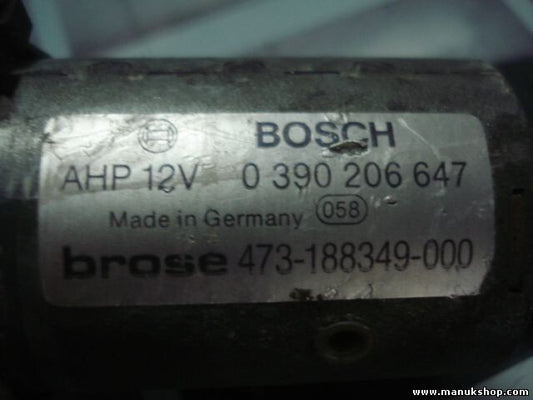 BOSCH
AHP 12V 0 390 206 647
Made in Germany 058
brose 473-188349-000
www.manukshop.com